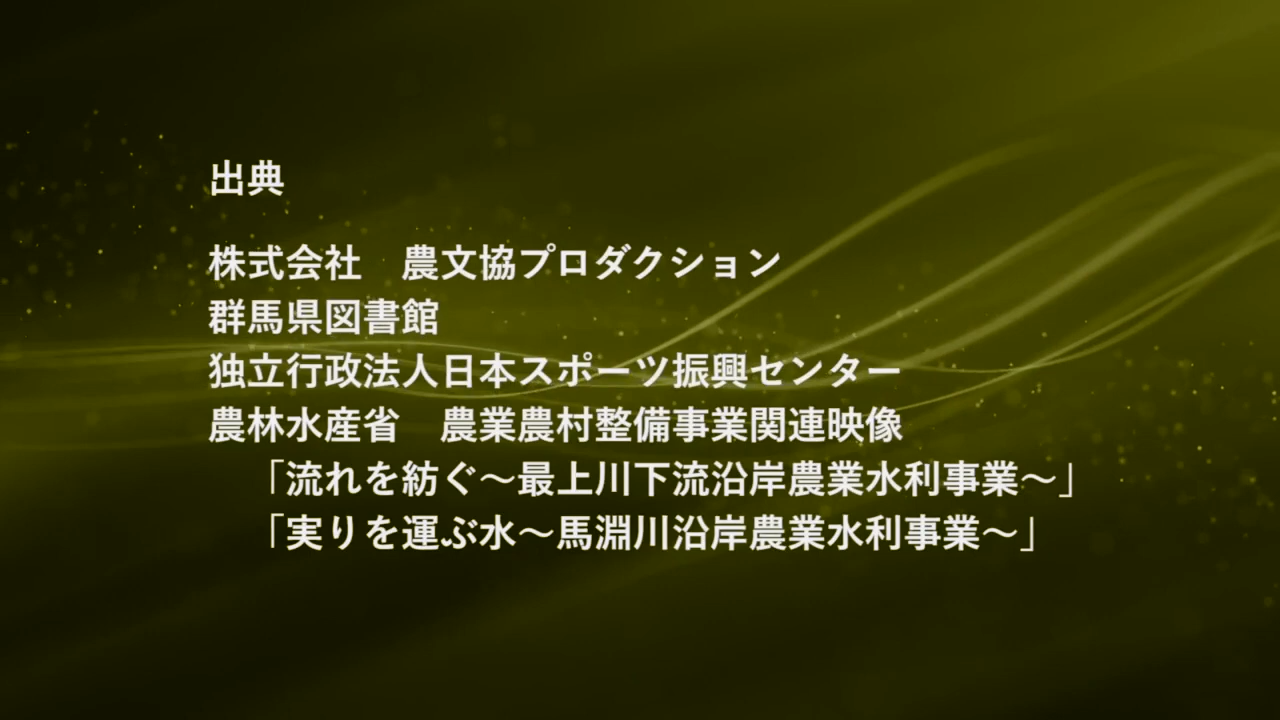 出典
株式会社　農文協プロダクション
群馬県図書館
独立行政法人日本スポーツ振興センター
農林水産省　農業農村整備事業関連映像
「流れを紡ぐ～最上川下流沿岸農業水利事業～」
「実りを運ぶ水～馬淵川沿岸農業水利事業～」